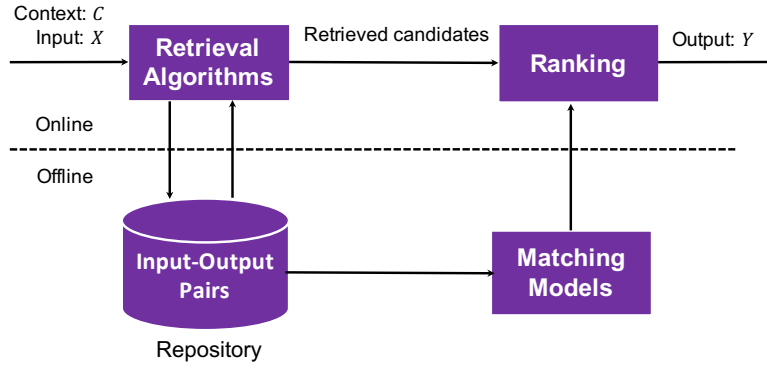 Context: C
Input: X
Retrieval
Algorithms
Retrieved candidates
Ranking
Output: Y
Online
Offline
Input-Output
Pairs
Matching
Models
Repository